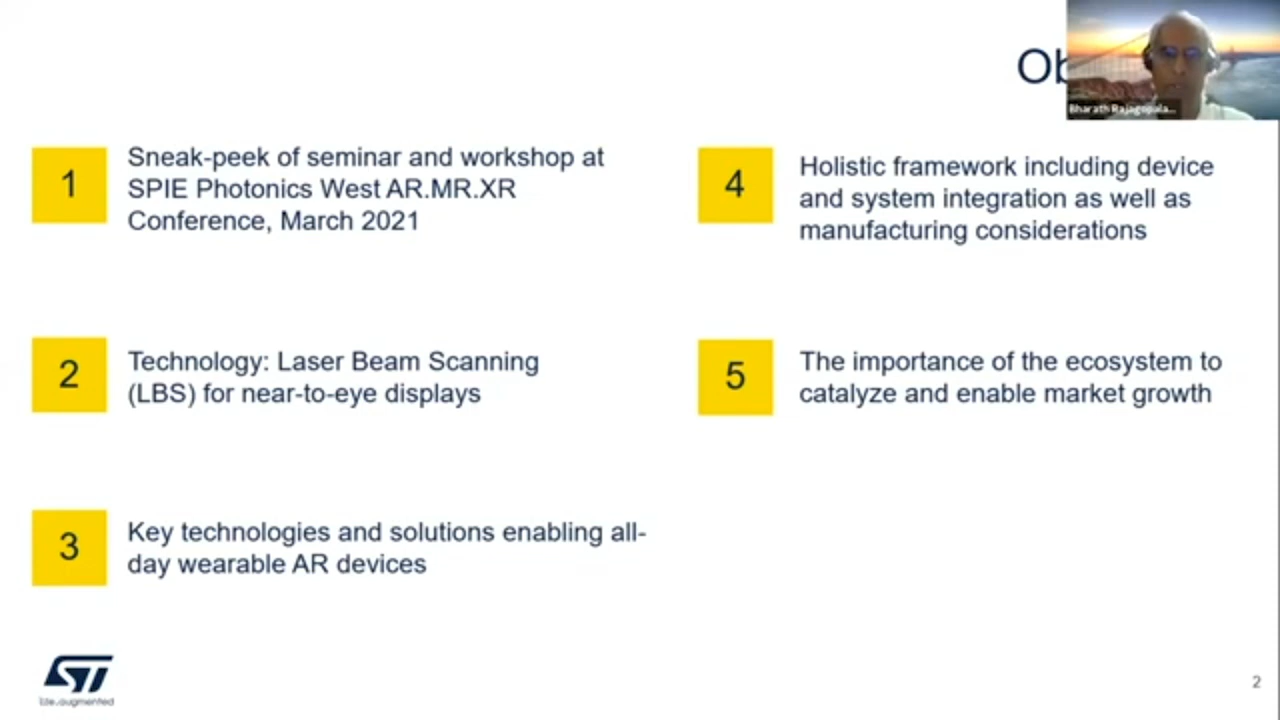 Ob
Bharath Rajagopala...
1
Sneak-peek of seminar and workshop at
SPIE Photonics West AR.MR.XR
Conference, March 2021
2
Technology: Laser Beam Scanning
(LBS) for near-to-eye displays
3
Key technologies and solutions enabling all-
day wearable AR devices
4
Holistic framework including device
and system integration as well as
manufacturing considerations
5
The importance of the ecosystem to
catalyze and enable market growth
ST
life.augmented
2